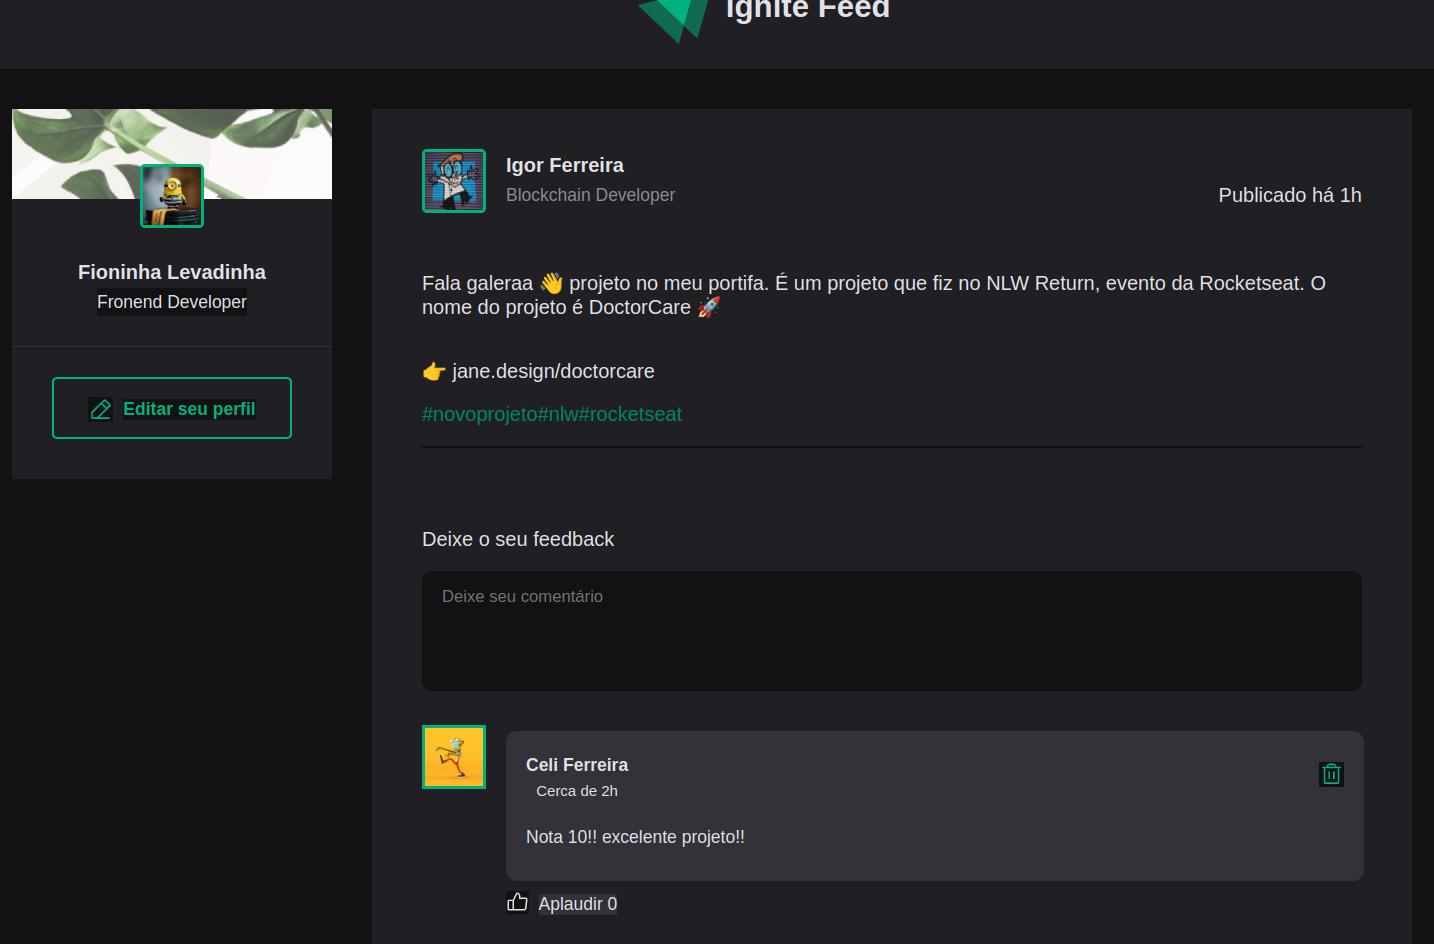 Ignite Feed
Igor Ferreira
Blockchain Developer
Publicado há 1h
Fioninha Levadinha
Fronend Developer
Editar seu perfil
Fala galeraa 👋 projeto no meu portifa. É um projeto que fiz no NLW Return, evento da Rocketseat. O
nome do projeto é DoctorCare 🚀
👉 jane.design/doctorcare
#novoprojeto#nlw#rocketseat
Deixe o seu feedback
Deixe seu comentário
Celi Ferreira
Cerca de 2h
Nota 10!! excelente projeto!!
Aplaudir 0